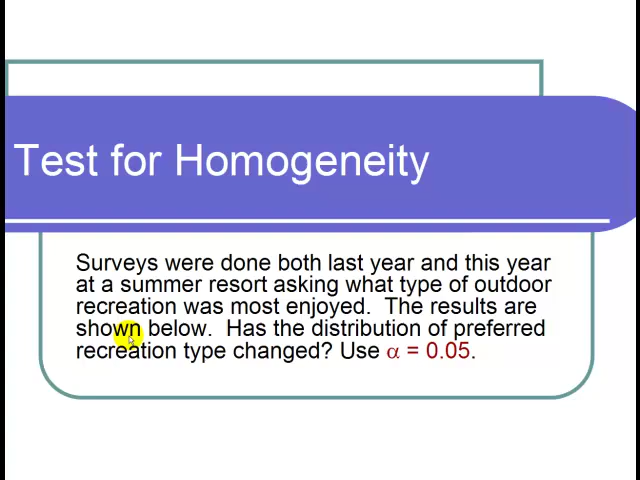 Test for Homogeneity
Surveys were done both last year and this year
at a summer resort asking what type of outdoor
recreation was most enjoyed.  The results are
shown below.  Has the distribution of preferred
recreation type changed? Use α = 0.05.